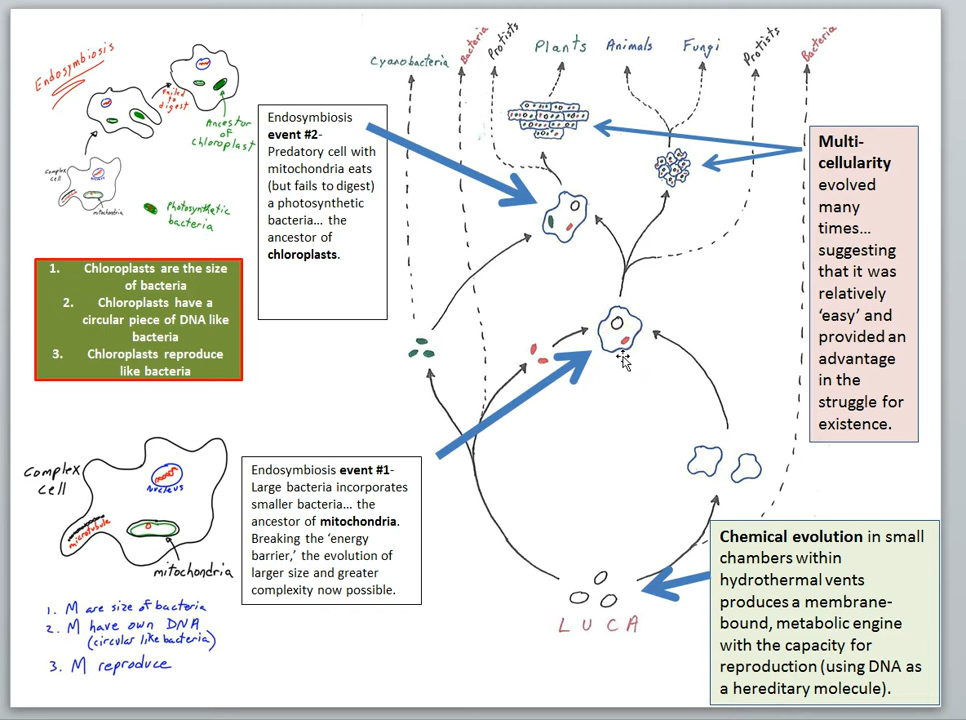 Endosymbiosis
failed
to
digest
Ancestor
of
chloroplast
Complex
cell
nucleus
mitochondria
Photosynthetic
bacteria
1. Chloroplasts are the size
of bacteria
2. Chloroplasts have a
circular piece of DNA like
bacteria
3. Chloroplasts reproduce
like bacteria
Complex
cell
nucleus
microtubule
mitochondria
1. M are size of bacteria
2. M have own DNA
(circular like bacteria)
3. M reproduce
Endosymbiosis
event #2-
Predatory cell with
mitochondria eats
(but fails to digest)
a photosynthetic
bacteria... the
ancestor of
chloroplasts.
Endosymbiosis event #1-
Large bacteria incorporates
smaller bacteria... the
ancestor of mitochondria.
Breaking the 'energy
barrier,' the evolution of
larger size and greater
complexity now possible.
Cyanobacteria
Bacteria
Protists
Plants
Animals
Fungi
Protists
Bacteria
LUCA
Multi-
cellularity
evolved
many
times...
suggesting
that it was
relatively
'easy' and
provided an
advantage
in the
struggle for
existence.
Chemical evolution in small
chambers within
hydrothermal vents
produces a membrane-
bound, metabolic engine
with the capacity for
reproduction (using DNA as
a hereditary molecule).